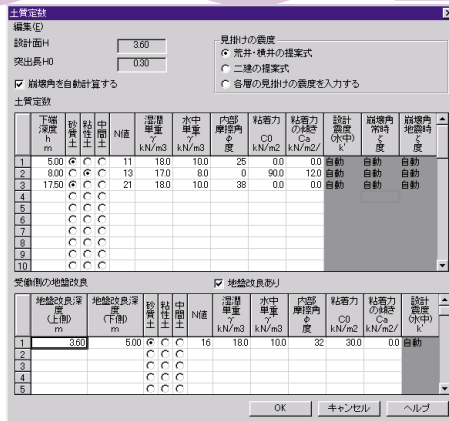 土質定数
編集(E)
設計面H 3.60
突出長H0 0.30
見掛けの震度
荒井・横井の提案式
二建の提案式
各層の見掛けの震度を入力する
崩壊角を自動計算する
土質定数
下端深度 h m 砂質土 粘性土 中間土 N値 湿潤単重 γ kN/m3 水中単重 γ' kN/m3 内部摩擦角 φ 度 粘着力 C0 kN/m2 粘着力の傾き Ca kN/m2/ 設計震度(水中) k' 崩壊角常時 ζ 度 崩壊角地震時 ζ 度
1 5.00 11 18.0 10.0 25 0.0 0.0 自動 自動 自動
2 8.00 13 17.0 8.0 0 90.0 12.0 自動 自動 自動
3 17.50 21 18.0 10.0 38 0.0 0.0 自動 自動 自動
4
5
6
7
8
9
10
受働側の地盤改良 地盤改良あり
地盤改良深度(上側) m 地盤改良深度(下側) m 砂質土 粘性土 中間土 N値 湿潤単重 γ kN/m3 水中単重 γ' kN/m3 内部摩擦角 φ 度 粘着力 C0 kN/m2 粘着力の傾き Ca kN/m2/ 設計震度(水中) k'
1 3.60 5.00 16 18.0 10.0 32 30.0 0.0 自動
2
3
4
5
OK キャンセル ヘルプ